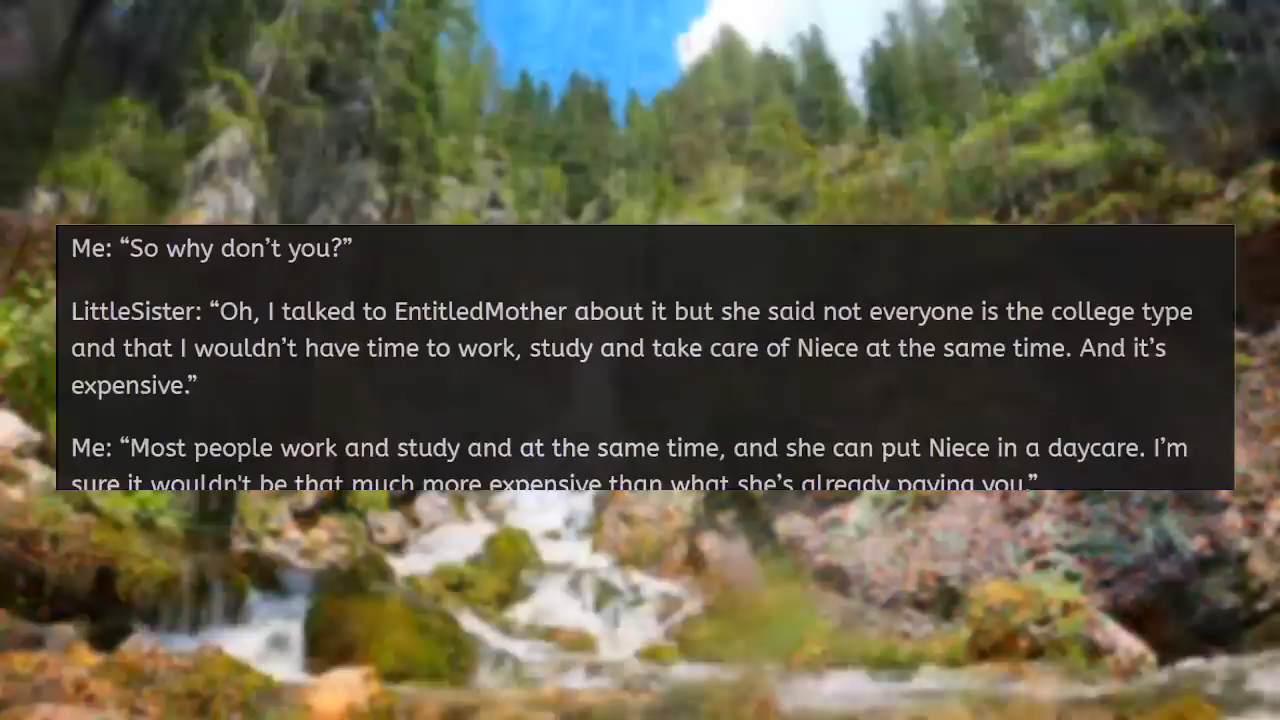 Me: “So why don’t you?”
LittleSister: “Oh, I talked to EntitledMother about it but she said not everyone is the college type
and that I wouldn’t have time to work, study and take care of Niece at the same time. And it’s
expensive.”
Me: “Most people work and study and at the same time, and she can put Niece in a daycare. I’m
sure it wouldn't be that much more expensive than what she’s already paying you.”